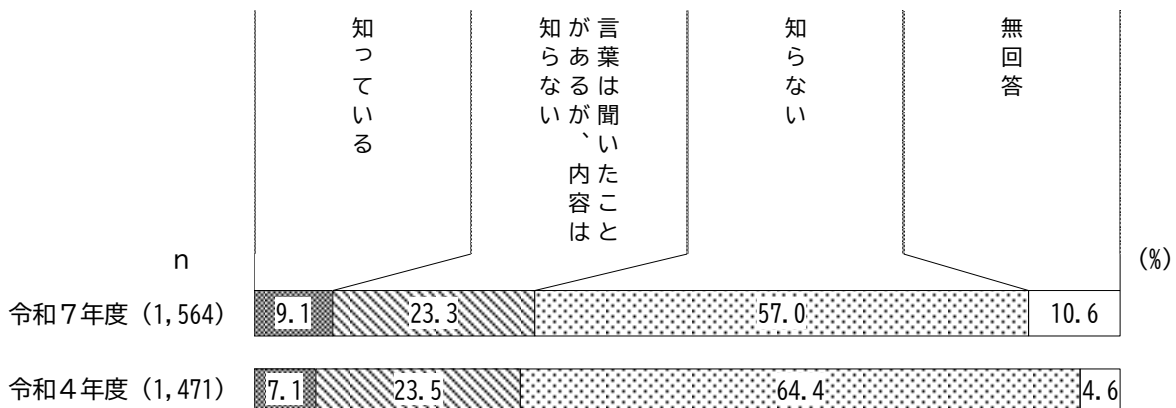 知っている
言葉は聞いたこと
があるが、内容は
知らない
知らない
無回答
n
(%)
令和７年度 (1,564)
9.1
23.3
57.0
10.6
令和４年度 (1,471)
7.1
23.5
64.4
4.6